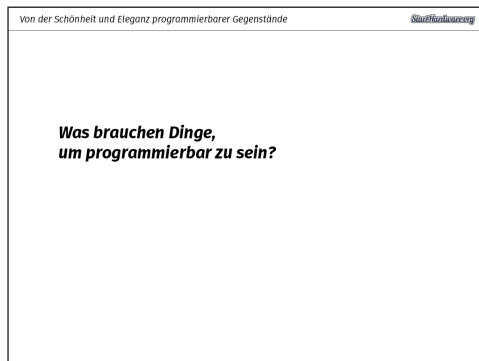 Von der Schönheit und Eleganz programmierbarer Gegenstände
StartHardware.org
Was brauchen Dinge,
um programmierbar zu sein?